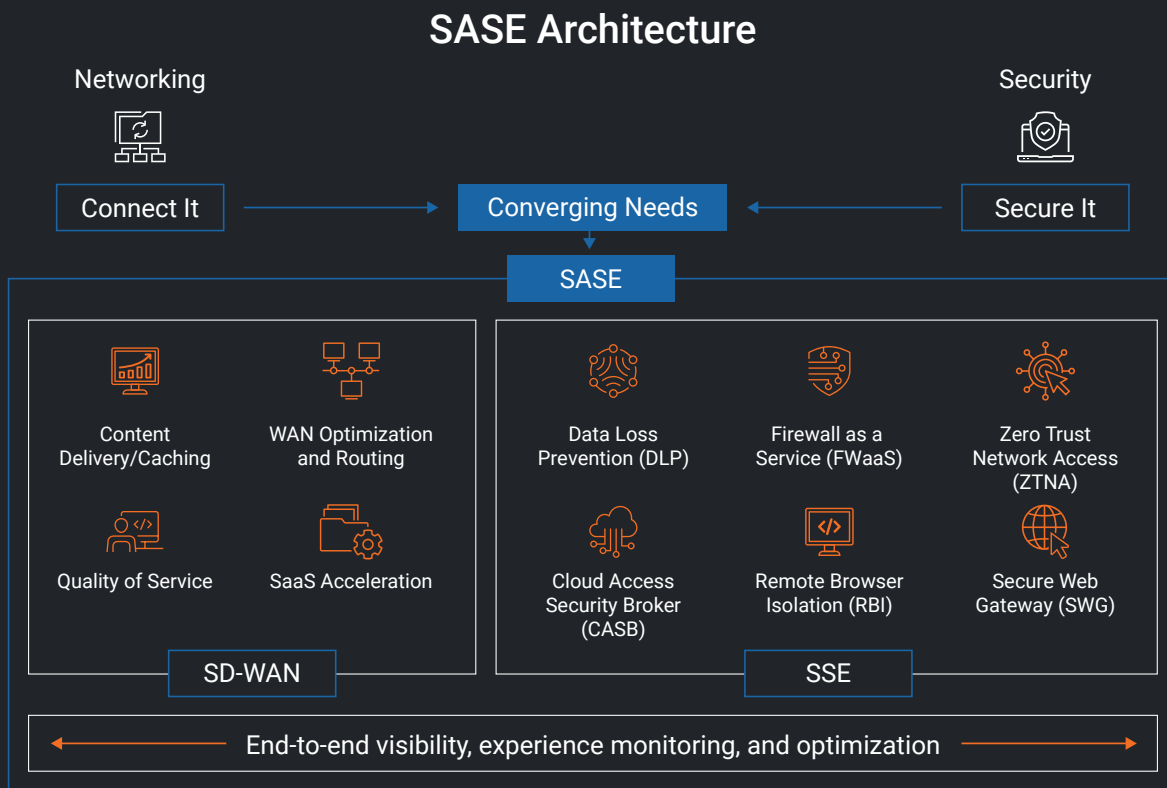 SASE Architecture
Networking
Security
Connect It
Converging Needs
Secure It
SASE
Content
Delivery/Caching
WAN Optimization
and Routing
Quality of Service
SaaS Acceleration
SD-WAN
Data Loss
Prevention (DLP)
Firewall as a
Service (FWaaS)
Zero Trust
Network Access
(ZTNA)
Cloud Access
Security Broker
(CASB)
Remote Browser
Isolation (RBI)
Secure Web
Gateway (SWG)
SSE
End-to-end visibility, experience monitoring, and optimization